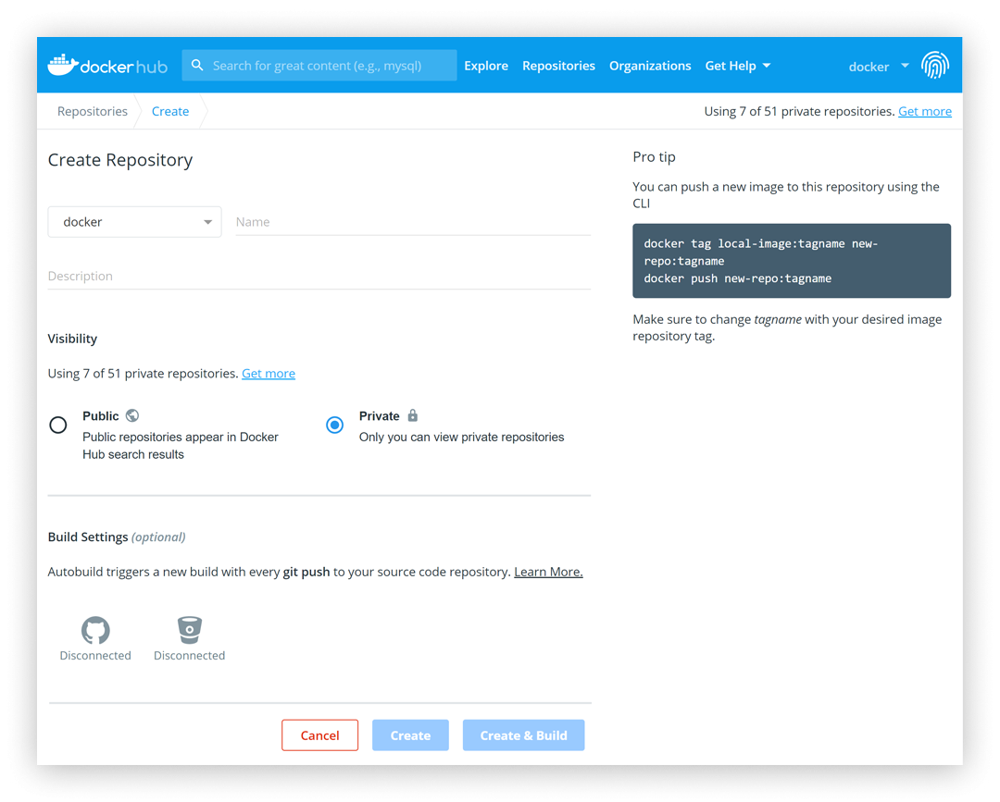 dockerhub
Search for great content (e.g., mysql)
Explore
Repositories
Organizations
Get Help
docker
Repositories
Create
Using 7 of 51 private repositories. Get more
Create Repository
docker
Name
Description
Visibility
Using 7 of 51 private repositories. Get more
Public
Public repositories appear in Docker
Hub search results
Private
Only you can view private repositories
Build Settings (optional)
Autobuild triggers a new build with every git push to your source code repository. Learn More.
Disconnected
Disconnected
Cancel
Create
Create & Build
Pro tip
You can push a new image to this repository using the
CLI
docker tag local-image:tagname new-
repo:tagname
docker push new-repo:tagname
Make sure to change tagname with your desired image
repository tag.